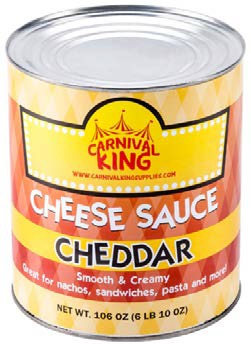 CARNIVAL
KING
WWW.CARNIVALKINGSUPPLIES.COM
CHEESE SAUCE
CHEDDAR
Smooth & Creamy
Great for nachos, sandwiches, pasta and more!
NET WT. 106 OZ (6 LB 10 OZ)